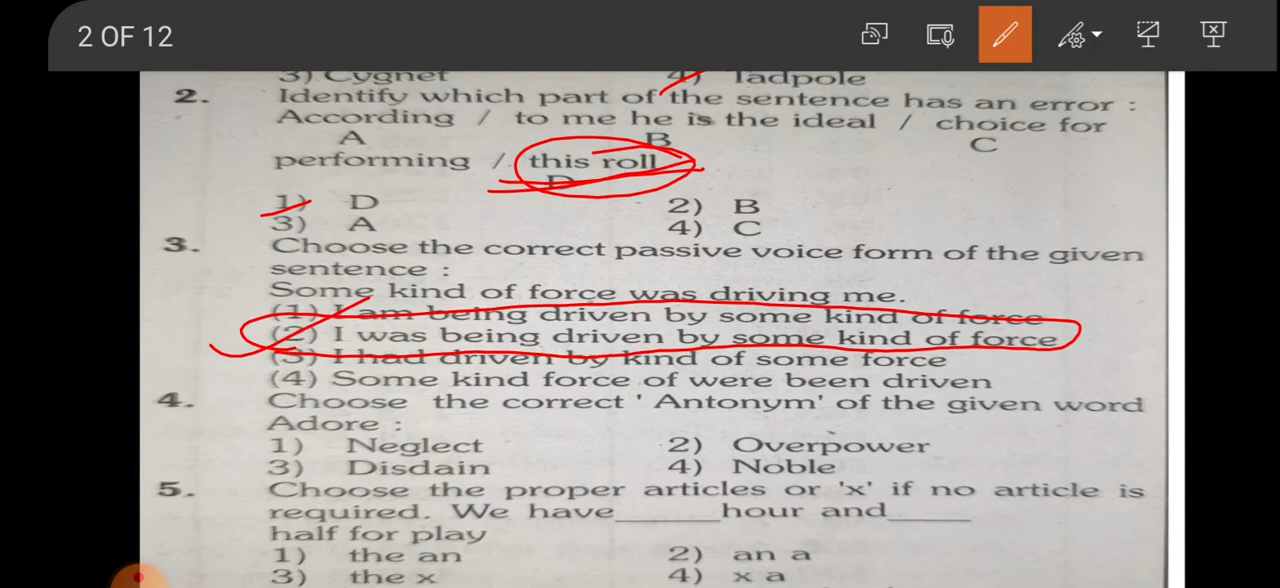 2 OF 12
3) Cygnet 4) Tadpole
2. Identify which part of the sentence has an error :
According / to me he is the ideal / choice for
A B C
performing / this roll
D
1) D 2) B
3) A 4) C
3. Choose the correct passive voice form of the given
sentence :
Some kind of force was driving me.
(1) I am being driven by some kind of force
(2) I was being driven by some kind of force
(3) I had driven by kind of some force
(4) Some kind force of were been driven
4. Choose the correct ' Antonym' of the given word
Adore :
1) Neglect 2) Overpower
3) Disdain 4) Noble
5. Choose the proper articles or 'x' if no article is
required. We have______hour and_____
half for play
1) the an 2) an a
3) the x 4) x a